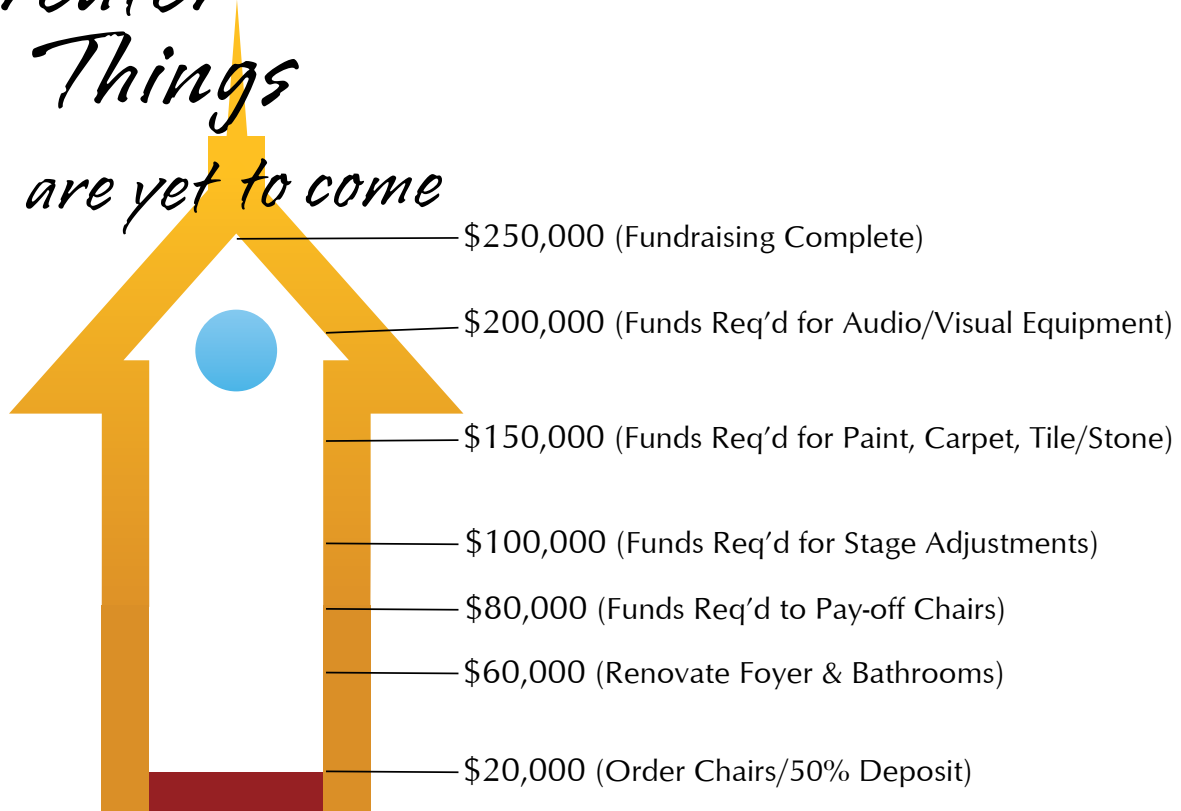 Things
are yet to come
$250,000 (Fundraising Complete)
$200,000 (Funds Req’d for Audio/Visual Equipment)
$150,000 (Funds Req’d for Paint, Carpet, Tile/Stone)
$100,000 (Funds Req’d for Stage Adjustments)
$80,000 (Funds Req’d to Pay-off Chairs)
$60,000 (Renovate Foyer & Bathrooms)
$20,000 (Order Chairs/50% Deposit)